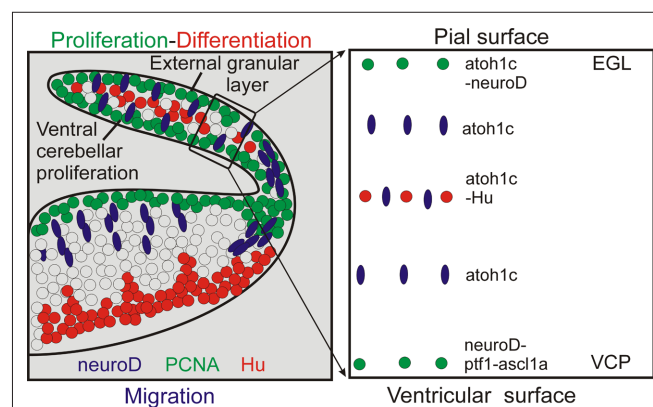 Proliferation-Differentiation
External granular
layer
Ventral
cerebellar
proliferation
neuroD PCNA Hu
Migration
Pial surface
atoh1c
-neuroD
EGL
atoh1c
atoh1c
-Hu
atoh1c
neuroD-
ptf1-ascl1a
VCP
Ventricular surface